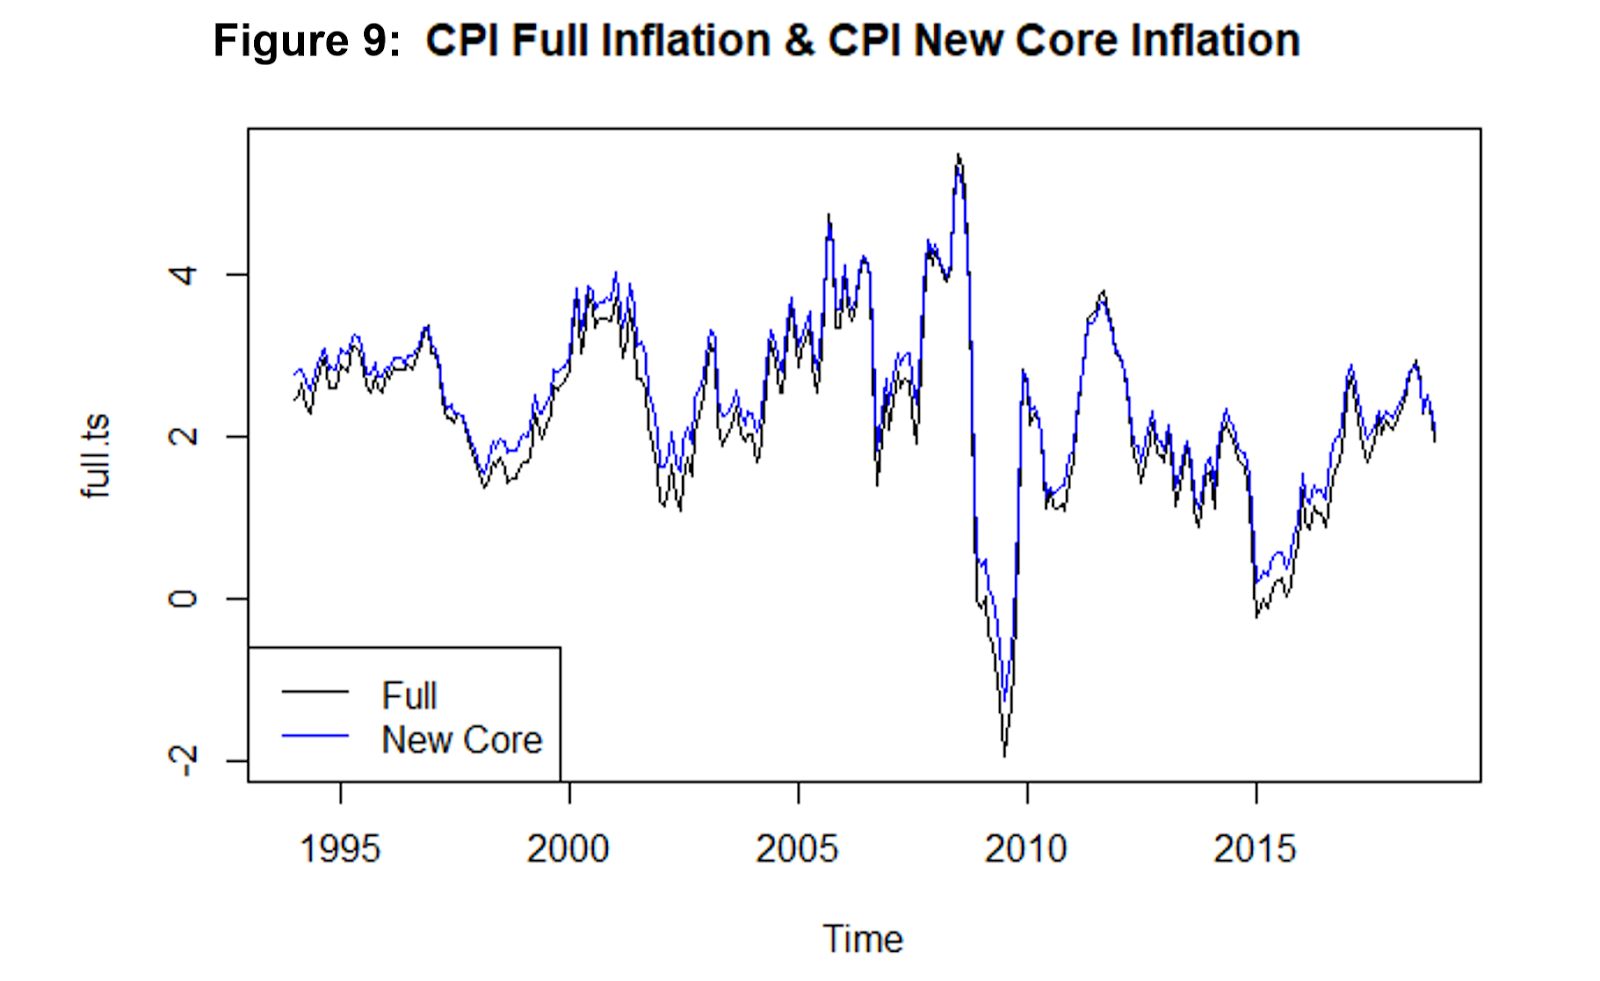 Figure 9: CPI Full Inflation & CPI New Core Inflation
full.ts
4
2
0
-2
Full
New Core
1995 2000 2005 2010 2015
Time